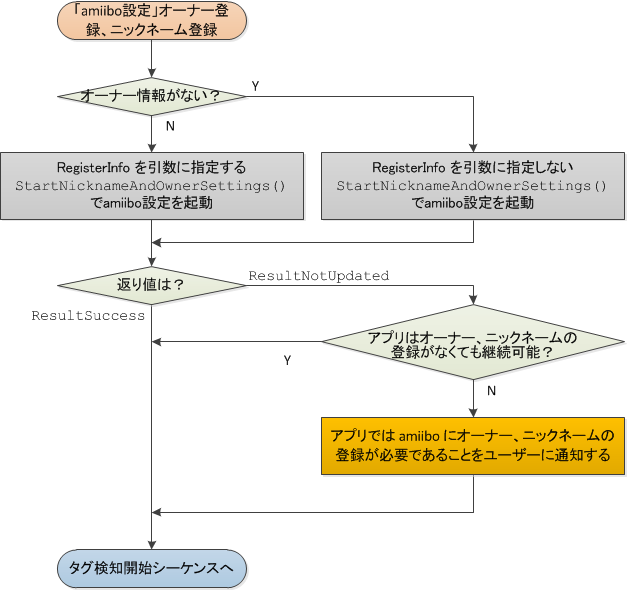 「amiibo設定」オーナー登
録、ニックネーム登録
オーナー情報がない？
Y
N
RegisterInfo を引数に指定する
StartNicknameAndOwnerSettings()
でamiibo設定を起動
RegisterInfo を引数に指定しない
StartNicknameAndOwnerSettings()
でamiibo設定を起動
返り値は？
ResultNotUpdated
ResultSuccess
アプリはオーナー、ニックネームの
登録がなくても継続可能？
Y
N
アプリでは amiibo にオーナー、ニックネームの
登録が必要であることをユーザーに通知する
タグ検知開始シーケンスへ